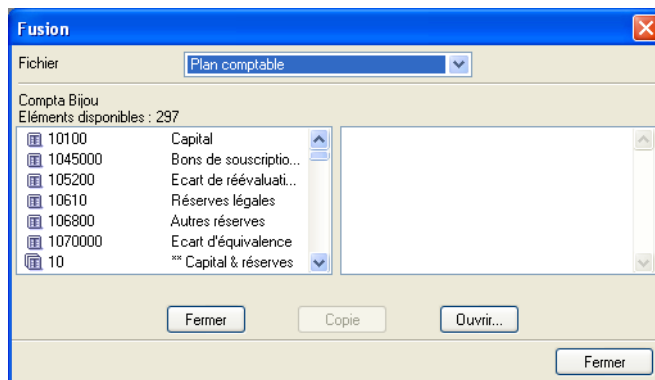 Fusion
Fichier Plan comptable
Compta Bijou
Eléments disponibles : 297
10100 Capital
1045000 Bons de souscriptio...
105200 Ecart de réévaluati...
10610 Réserves légales
106800 Autres réserves
1070000 Ecart d'équivalence
10 ** Capital & réserves
Fermer Copie Ouvrir...
Fermer